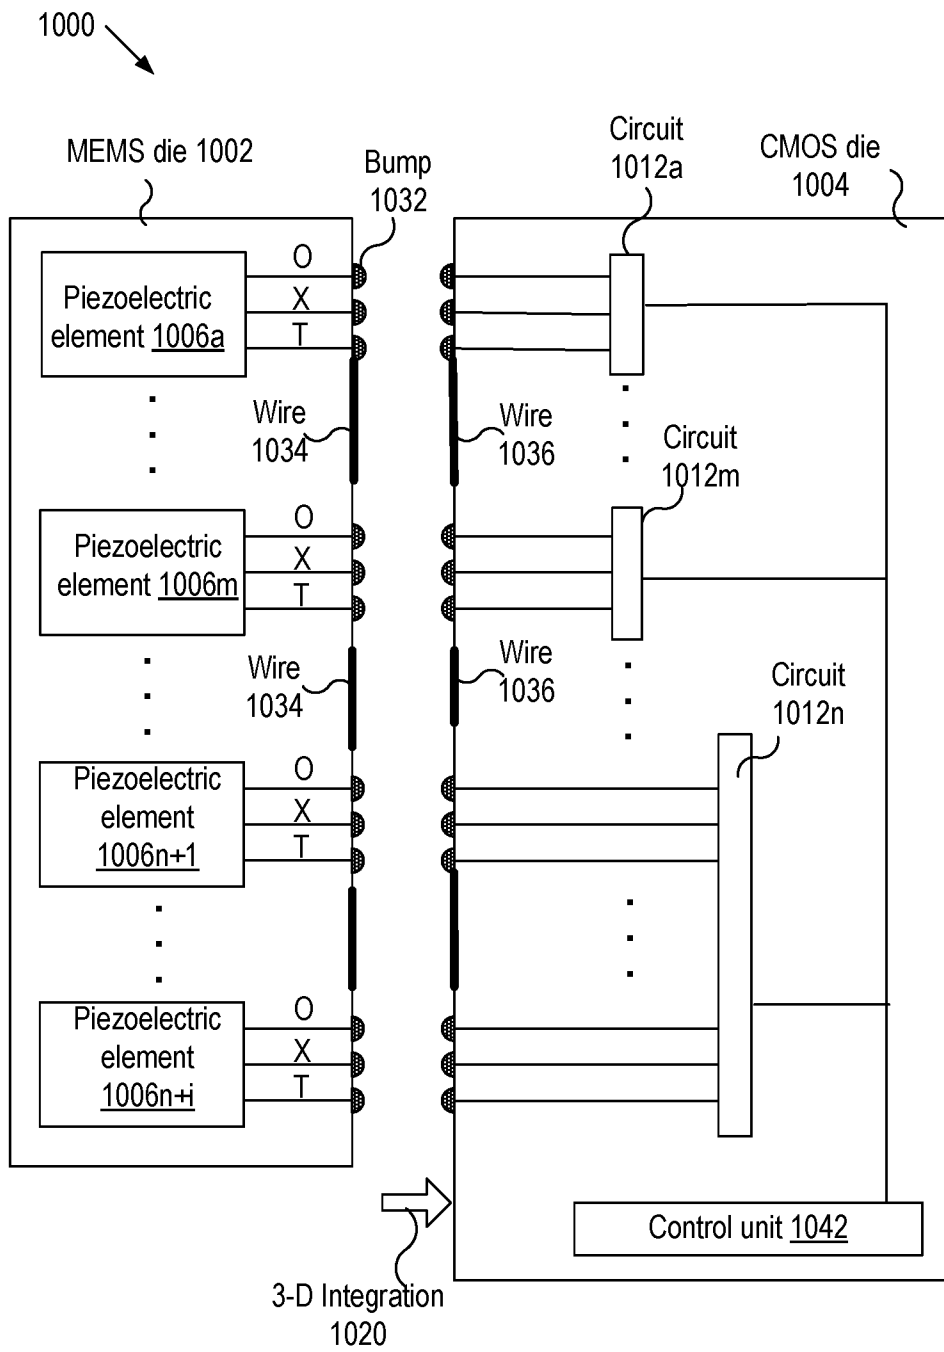 1000
MEMS die 1002
Bump
1032
Circuit
1012a
CMOS die
1004
Piezoelectric
element 1006a
O
X
T
Wire
1034
Wire
1036
Circuit
1012m
Piezoelectric
element 1006m
O
X
T
Wire
1034
Wire
1036
Circuit
1012n
Piezoelectric
element
1006n+1
O
X
T
Piezoelectric
element
1006n+i
O
X
T
Control unit 1042
3-D Integration
1020